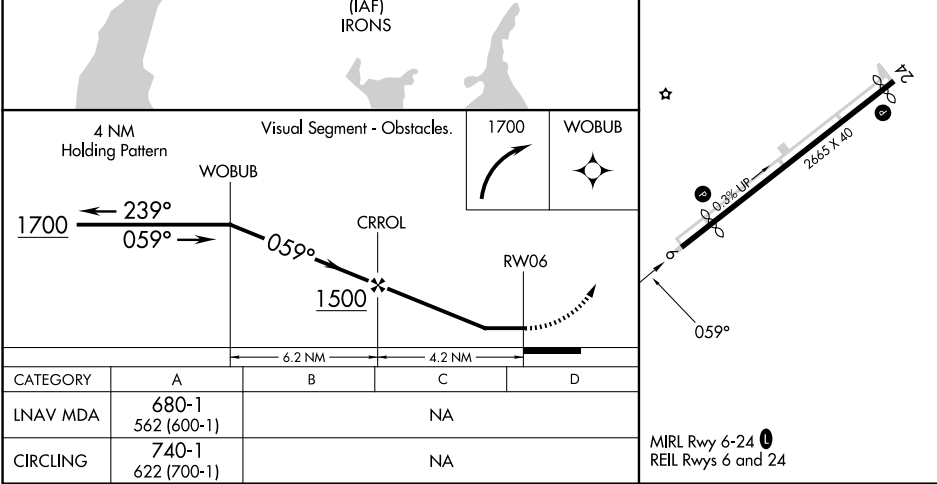 (IAF)
IRONS
4 NM
Holding Pattern
Visual Segment - Obstacles.
1700
WOBUB
WOBUB
1700
239°
059°
059°
CRROL
1500
RW06
6.2 NM
4.2 NM
CATEGORY A B C D
LNAV MDA 680-1 NA
562 (600-1)
CIRCLING 740-1 NA
622 (700-1)
24
P
2665 X 40
P
0.3% UP
6
059°
MIRL Rwy 6-24 L
REIL Rwys 6 and 24